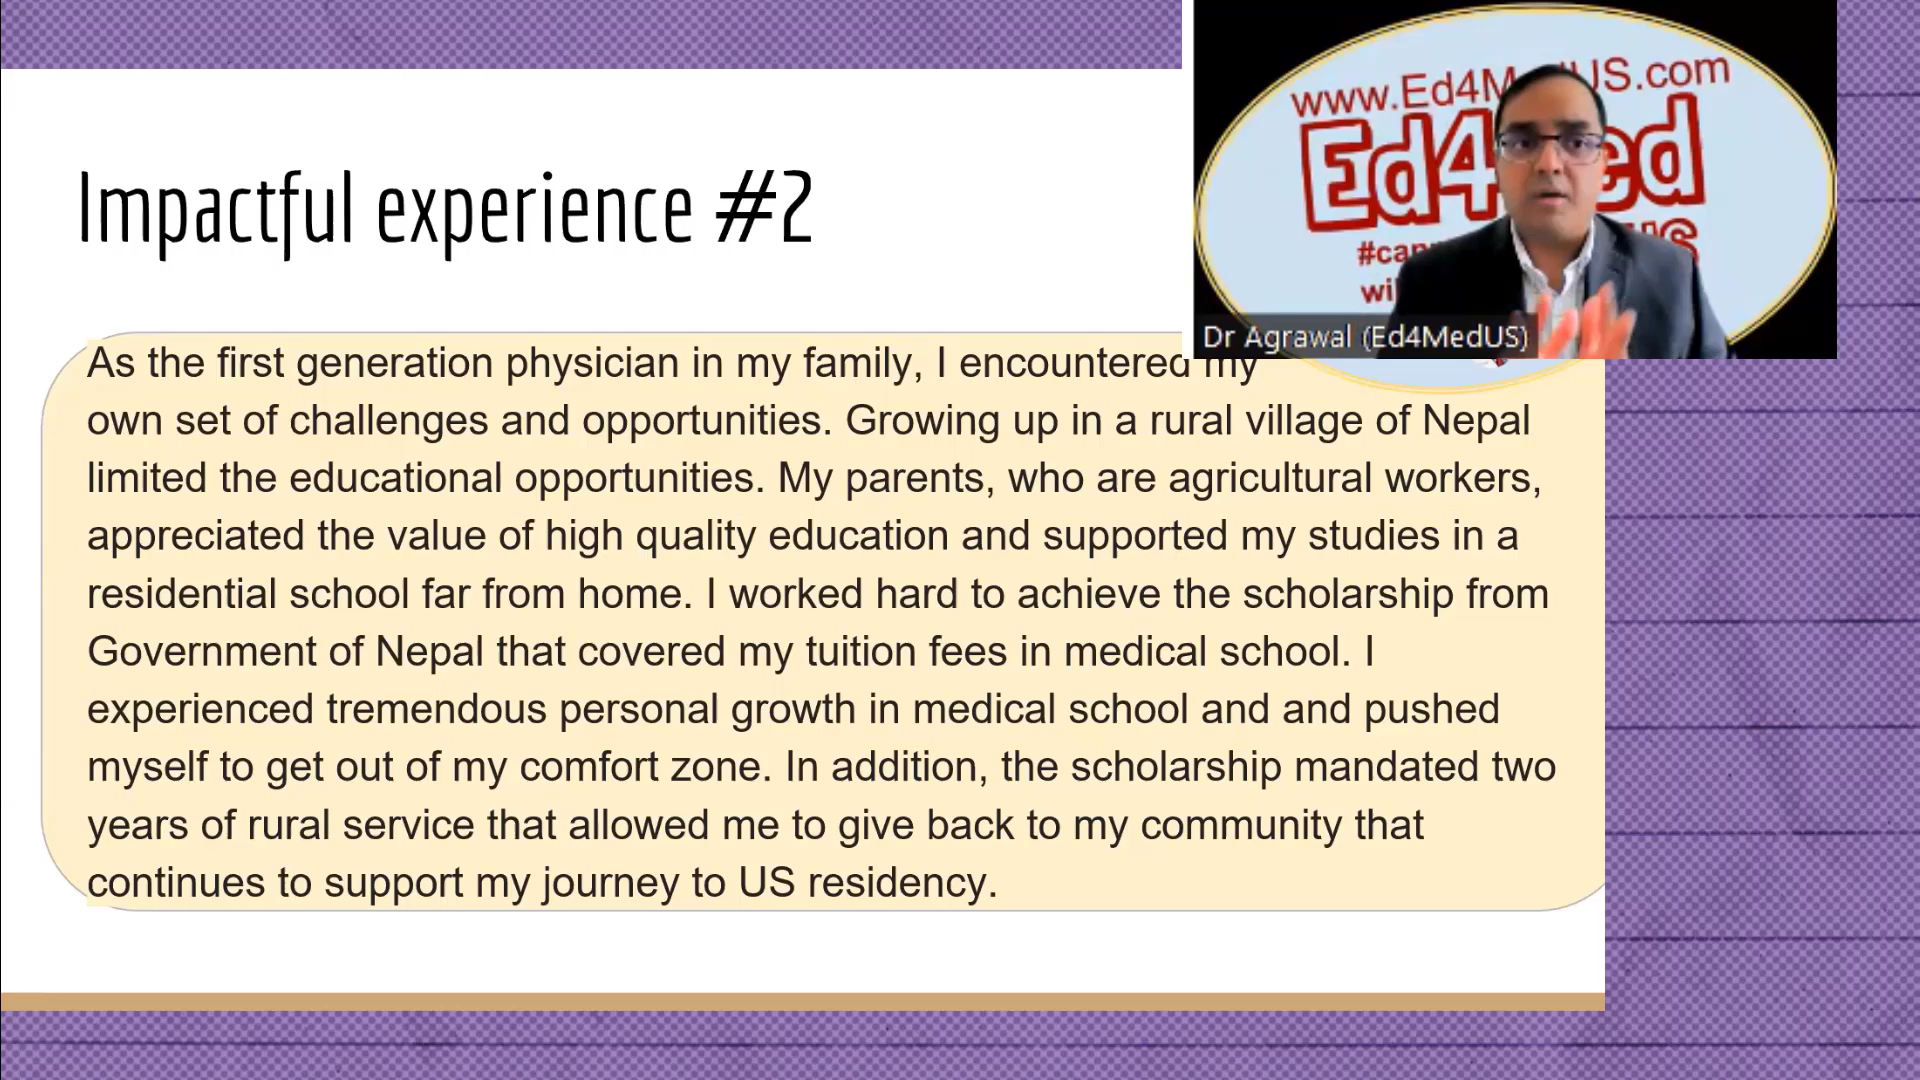 www.Ed4MedUS.com
Ed4Med
Impactful experience #2
Dr Agrawal (Ed4MedUS)
As the first generation physician in my family, I encountered my
own set of challenges and opportunities. Growing up in a rural village of Nepal
limited the educational opportunities. My parents, who are agricultural workers,
appreciated the value of high quality education and supported my studies in a
residential school far from home. I worked hard to achieve the scholarship from
Government of Nepal that covered my tuition fees in medical school. I
experienced tremendous personal growth in medical school and and pushed
myself to get out of my comfort zone. In addition, the scholarship mandated two
years of rural service that allowed me to give back to my community that
continues to support my journey to US residency.